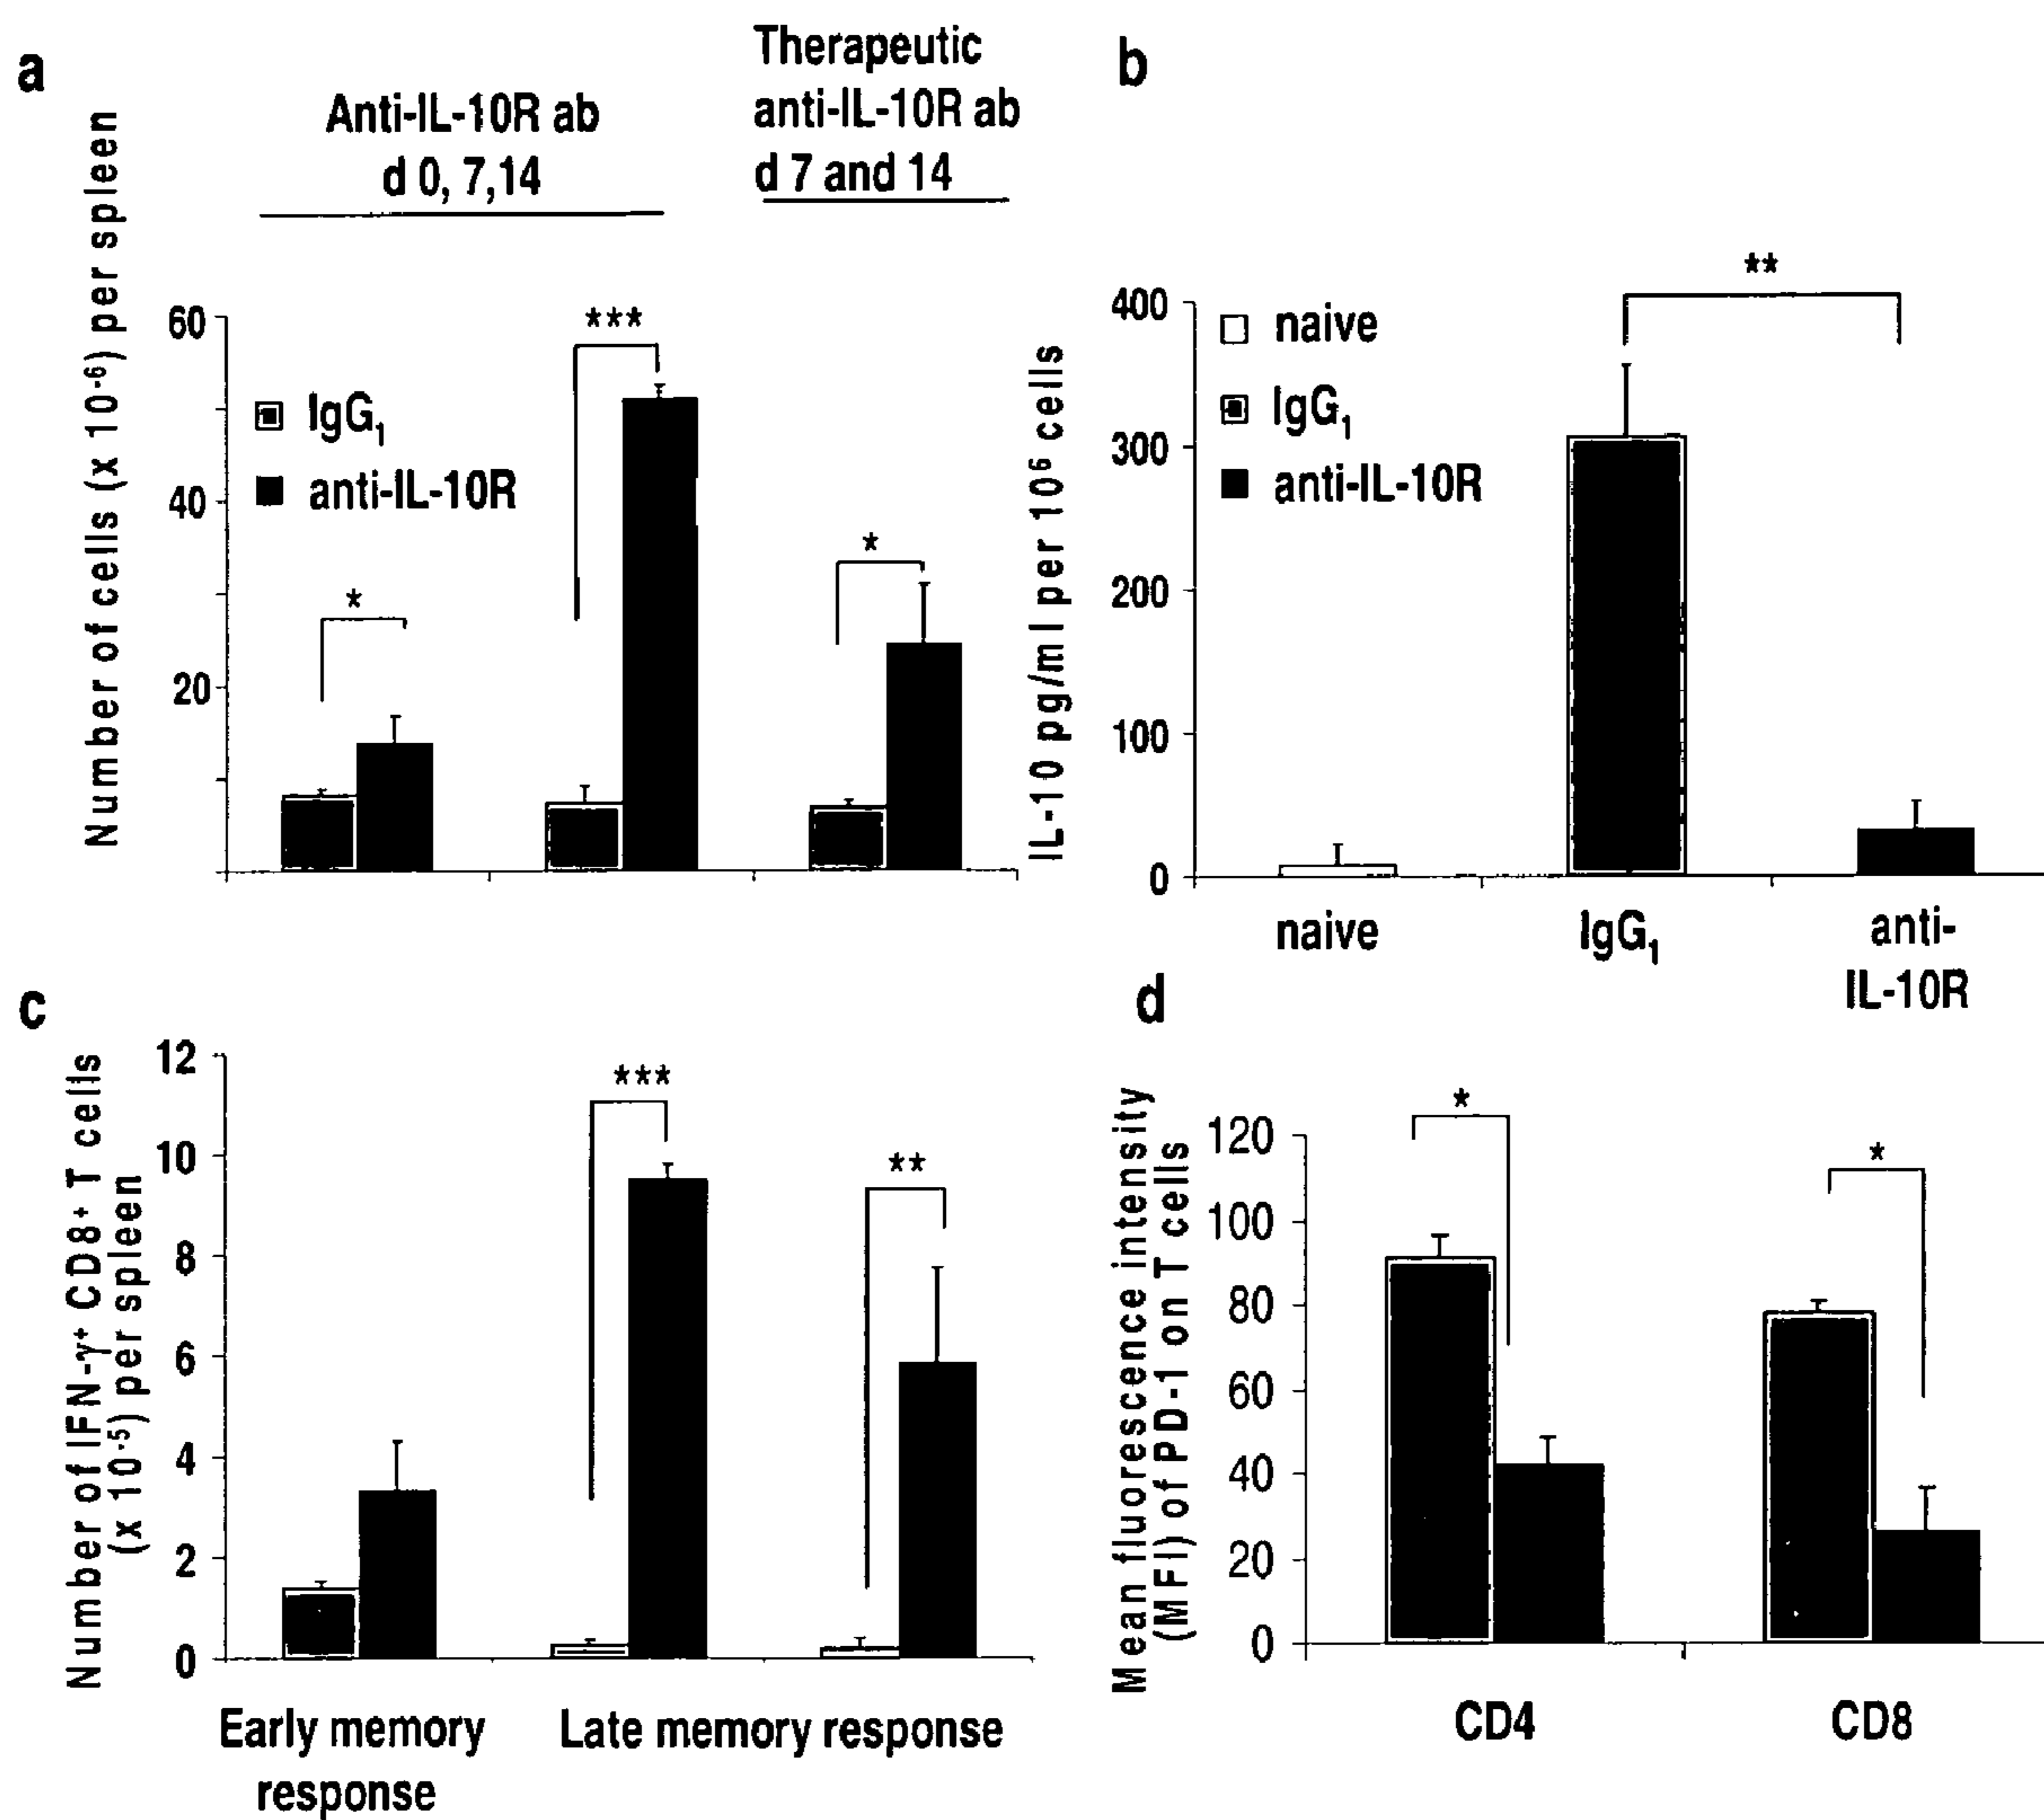 a
Anti-IL-10R ab
d 0, 7,14
Therapeutic
anti-IL-10R ab
d 7 and 14
Number of cells (x 10-6) per spleen
60
40
20
IgG1
anti-IL-10R
*
***
*
b
IL-10 pg/ml per 106 cells
400
300
200
100
0
naive
IgG1
anti-IL-10R
**
naive
IgG1
anti-
IL-10R
c
Number of IFN-γ+ CD8+ T cells
(x 10-5) per spleen
12
10
8
6
4
2
0
***
**
Early memory
response
Late memory response
d
Mean fluorescence intensity
(MFI) of PD-1 on T cells
120
100
80
60
40
20
0
*
*
CD4
CD8